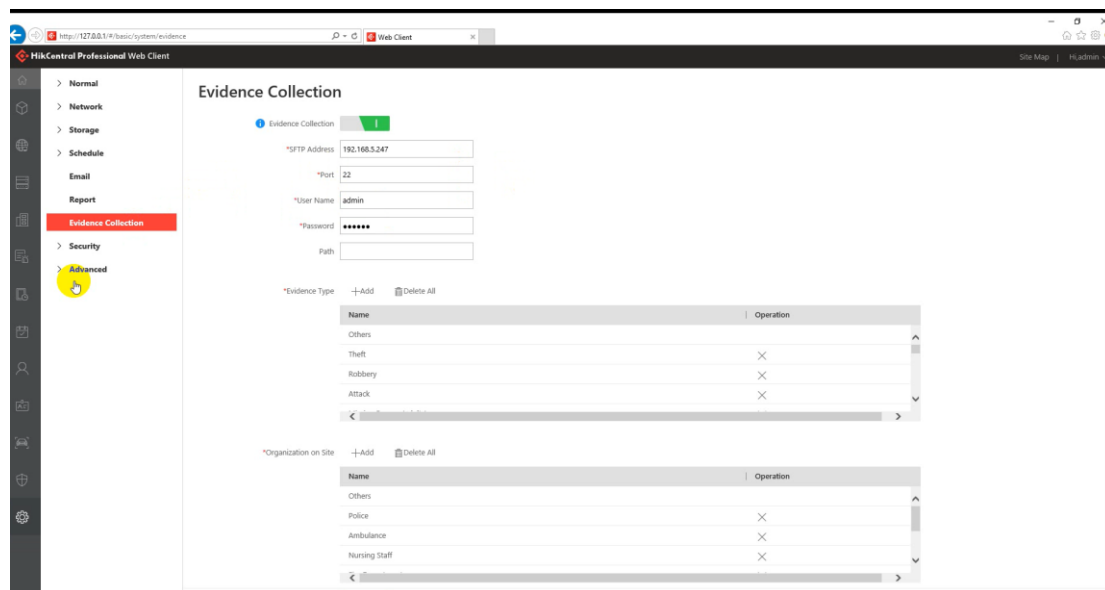 http://127.0.0.1/#/basic/system/evidence
Web Client
HikCentral Professional Web Client
Site Map | Hi,admin
Normal
Network
Storage
Schedule
Email
Report
Evidence Collection
Security
Advanced
Evidence Collection
Evidence Collection
*SFTP Address 192.168.5.247
*Port 22
*User Name admin
*Password ••••••
Path
*Evidence Type Add Delete All
Name Operation
Others
Theft
Robbery
Attack
*Organization on Site Add Delete All
Name Operation
Others
Police
Ambulance
Nursing Staff